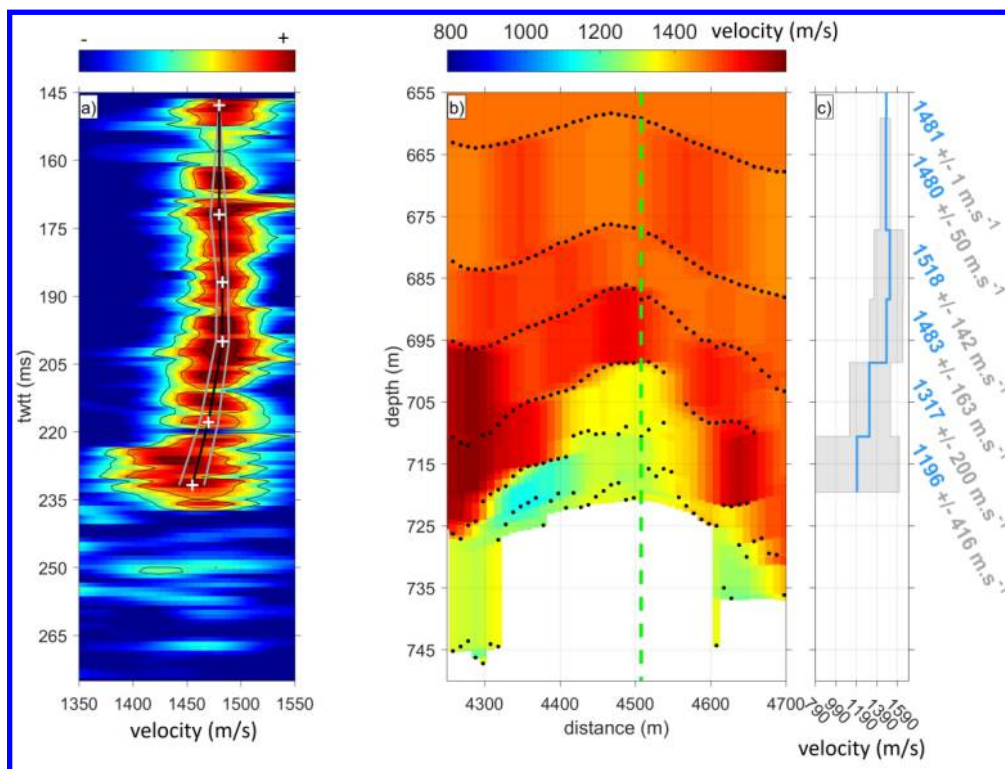 - +
a)
145
160
175
190
205
220
235
250
265
twtt (ms)
1350 1450 1500 1550
velocity (m/s)
800 1000 1200 1400 velocity (m/s)
b)
655
665
675
685
695
705
715
725
735
745
depth (m)
4300 4400 4500 4600 4700
distance (m)
c)
1481 +/- 1 m.s⁻¹
1480 +/- 50 m.s⁻¹
1518 +/- 142 m.s⁻¹
1483 +/- 163 m.s⁻¹
1317 +/- 200 m.s⁻¹
1196 +/- 416 m.s⁻¹
790 990 1190 1390 1590
velocity (m/s)